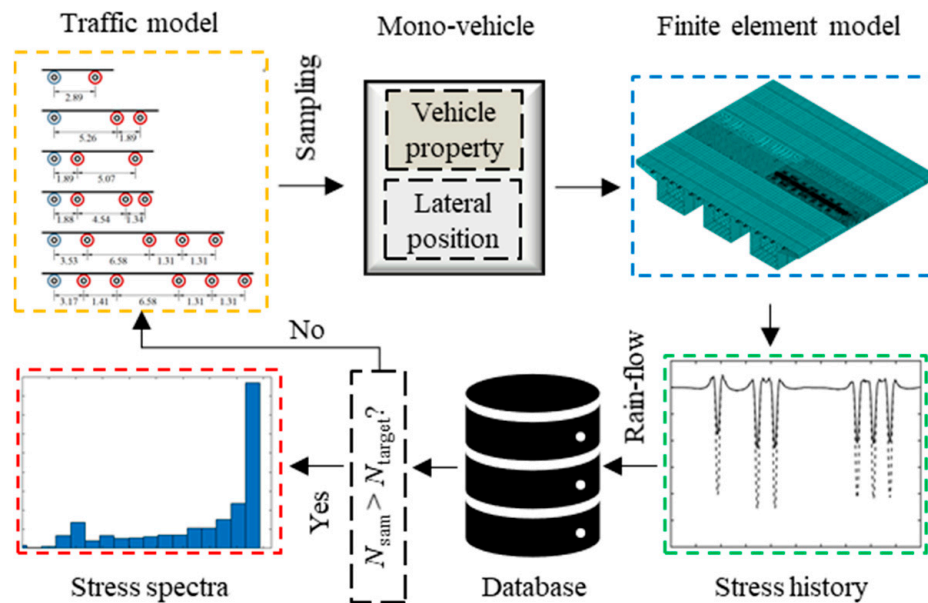 Traffic model
Mono-vehicle
Finite element model
2.89
5.26 1.89
1.89 5.07
1.88 4.54 1.34
3.53 6.58 1.31 1.31
3.17 1.41 6.58 1.31 1.31
Sampling
Vehicle
property
Lateral
position
No
Yes
N_sam > N_target?
Rain-flow
Stress spectra
Database
Stress history